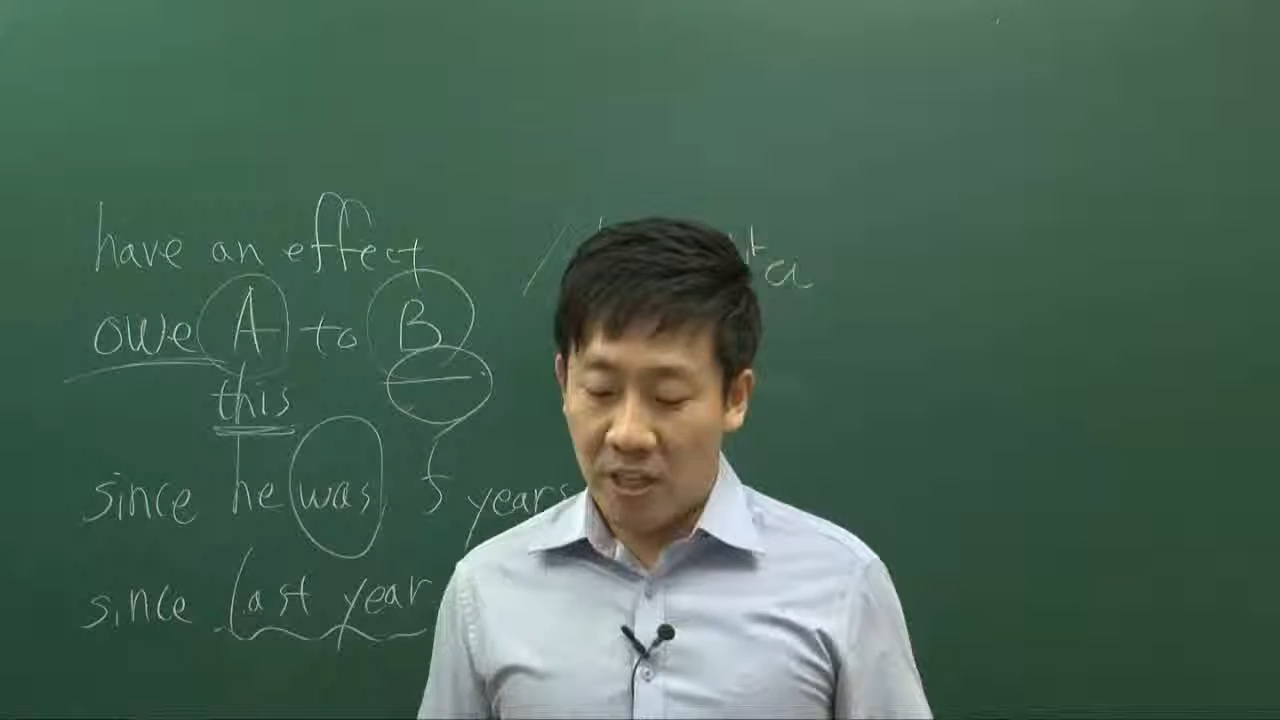 have an effect
owe A to B
this
since he was 5 years
since last year